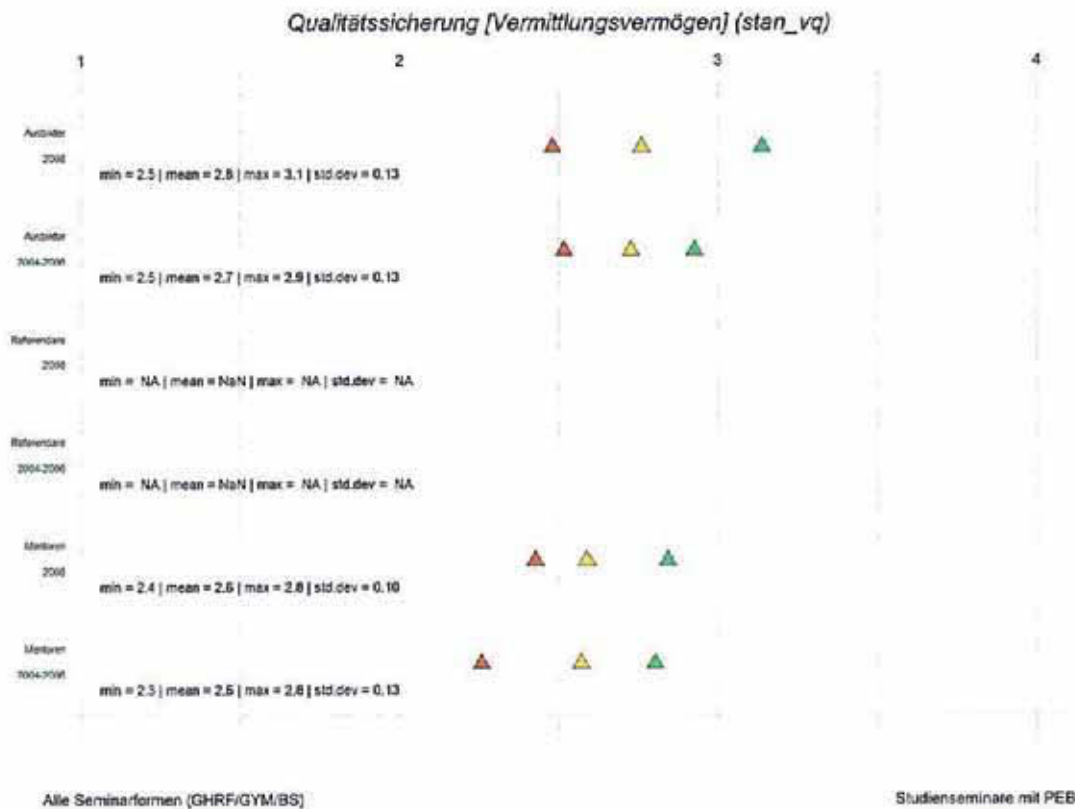 Qualitätssicherung [Vermittlungsvermögen] (stan_vq)
1 2 3 4
Ausbilder
2006
min = 2.5 | mean = 2.8 | max = 3.1 | std.dev = 0.13
Ausbilder
2004-2006
min = 2.5 | mean = 2.7 | max = 2.9 | std.dev = 0.13
Referendare
2006
min = NA | mean = NaN | max = NA | std.dev = NA
Referendare
2004-2006
min = NA | mean = NaN | max = NA | std.dev = NA
Mentoren
2006
min = 2.4 | mean = 2.6 | max = 2.8 | std.dev = 0.10
Mentoren
2004-2006
min = 2.3 | mean = 2.6 | max = 2.8 | std.dev = 0.13
Alle Seminarformen [GHRF/GYM/BS]
Studienseminare mit PEB